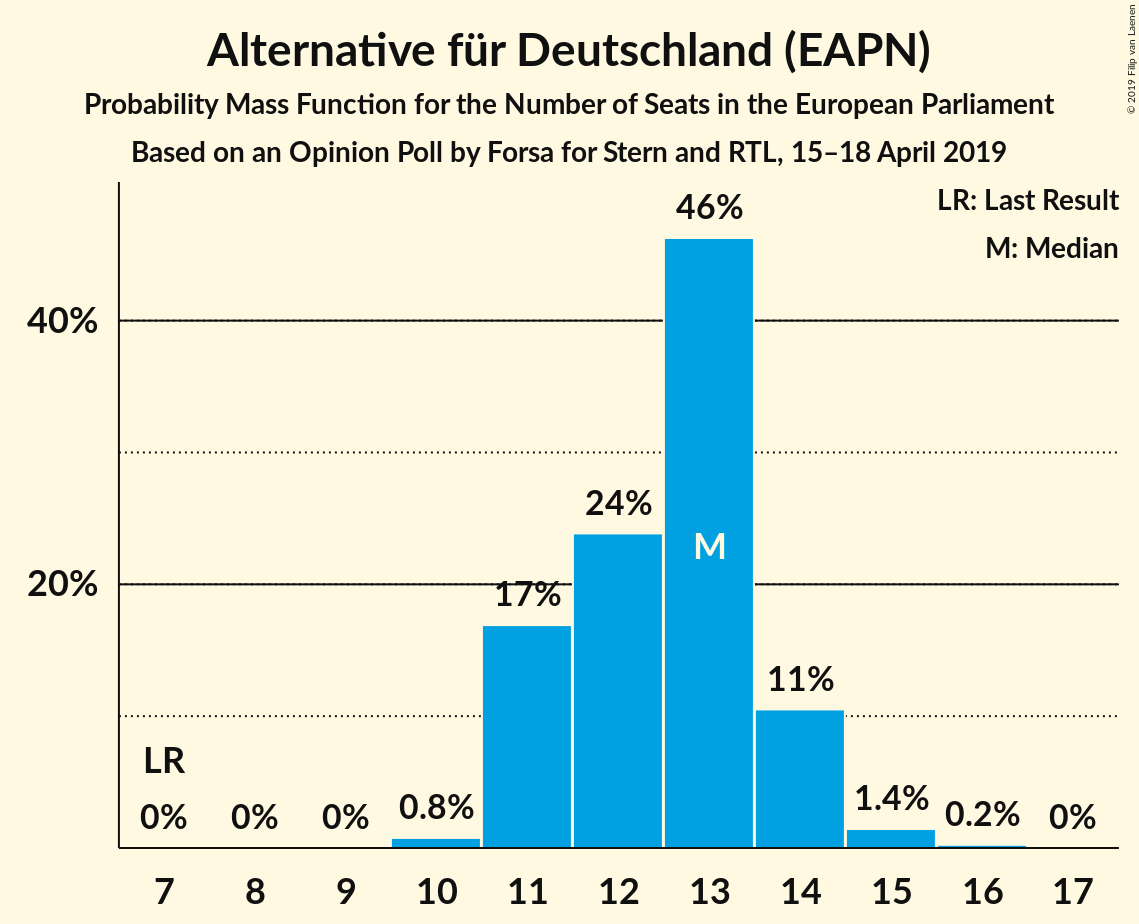 Alternative für Deutschland (EAPN)
Probability Mass Function for the Number of Seats in the European Parliament
Based on an Opinion Poll by Forsa for Stern and RTL, 15–18 April 2019
© 2019 Filip van Laenen
LR: Last Result
M: Median
46%
40%
24%
M
20%
17%
11%
LR
0% 0% 0% 0.8% 1.4% 0.2% 0%
7 8 9 10 11 12 13 14 15 16 17